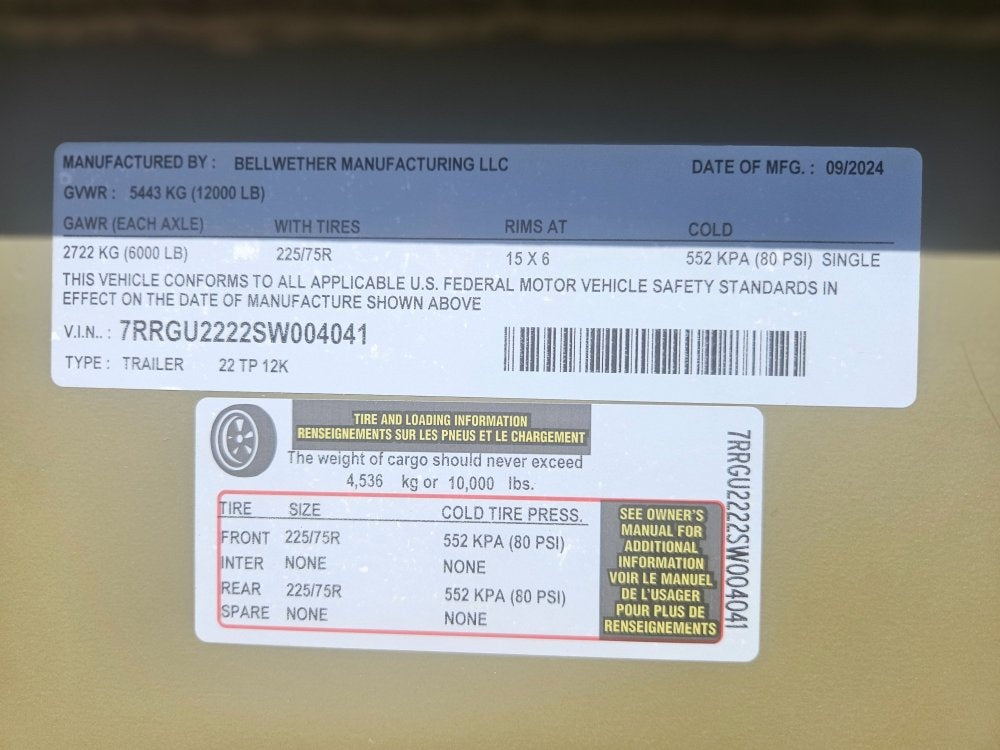 MANUFACTURED BY : BELLWETHER MANUFACTURING LLC DATE OF MFG. : 09/2024
GVWR : 5443 KG (12000 LB)
GAWR (EACH AXLE) WITH TIRES RIMS AT COLD
2722 KG (6000 LB) 225/75R 15 X 6 552 KPA (80 PSI) SINGLE
THIS VEHICLE CONFORMS TO ALL APPLICABLE U.S. FEDERAL MOTOR VEHICLE SAFETY STANDARDS IN
EFFECT ON THE DATE OF MANUFACTURE SHOWN ABOVE
V.I.N.. : 7RRGU2222SW004041
TYPE : TRAILER 22 TP 12K
TIRE AND LOADING INFORMATION
RENSEIGNEMENTS SUR LES PNEUS ET LE CHARGEMENT
The weight of cargo should never exceed
4,536 kg or 10,000 lbs.
TIRE SIZE COLD TIRE PRESS.
FRONT 225/75R 552 KPA (80 PSI)
INTER NONE NONE
REAR 225/75R 552 KPA (80 PSI)
SPARE NONE NONE
SEE OWNER'S
MANUAL FOR
ADDITIONAL
INFORMATION
VOIR LE MANUEL
DE L'USAGER
POUR PLUS DE
RENSEIGNEMENTS
7RRGU2222SW004041